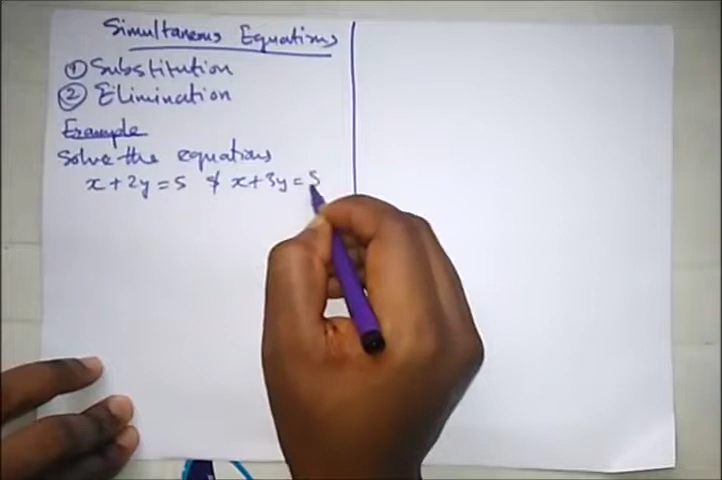 Simultaneous Equations
① Substitution
② Elimination
Example
Solve the equations
x + 2y = 5 & x + 3y = 5